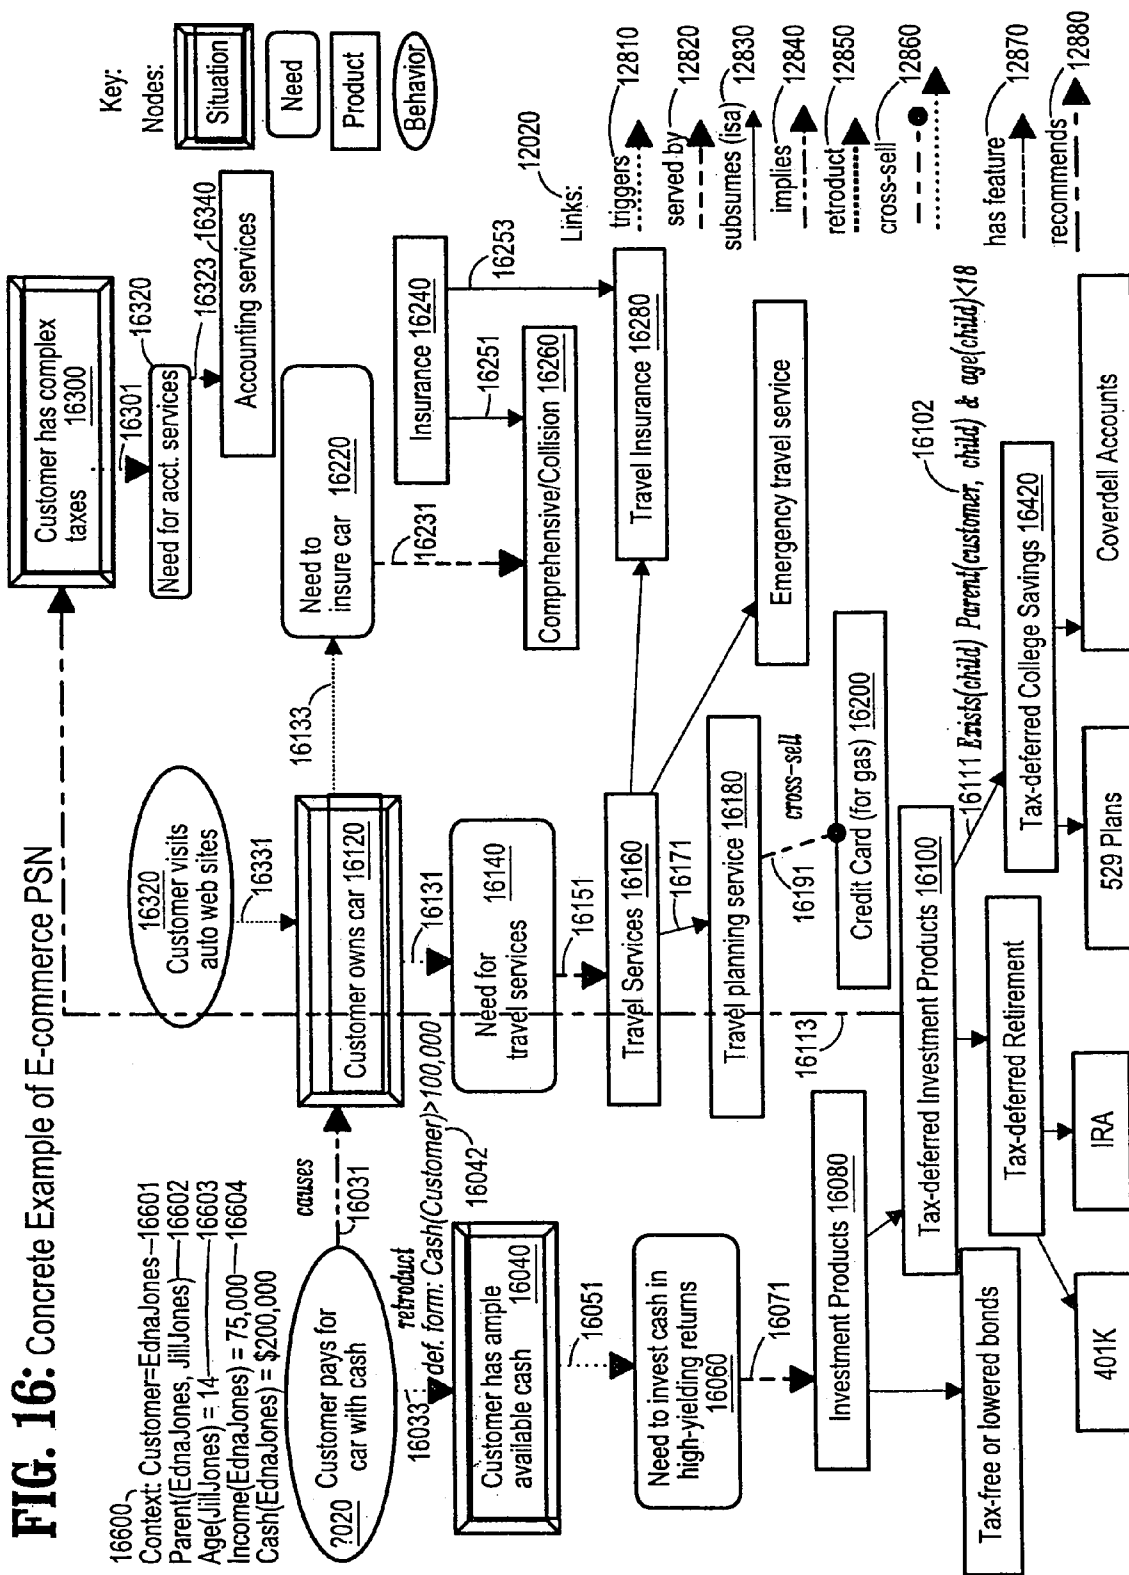 FIG. 16: Concrete Example of E-commerce PSN
16600
Context: Customer=EdnaJones 16601
Parent(EdnaJones, JillJones) 16602
Age(JillJones) = 14 16603
Income(EdnaJones) = 75,000 16604
Cash(EdnaJones) = $200,000
?020 Customer pays for
car with cash
causes
16031
retroduct
16033
def. form: Cash(Customer)>100,000
16042
Customer has ample
available cash 16040
16051
Need to invest cash in
high-yielding returns
16060
16071
Investment Products 16080
Tax-free or lowered bonds
Tax-deferred Investment Products 16100
Tax-deferred Retirement
401K
IRA
16320
Customer visits
auto web sites
16331
Customer owns car 16120
16131
16133
Need for
travel services 16140
16151
Travel Services 16160
16171
Travel planning service 16180
16191
cross-sell
Credit Card (for gas) 16200
16113
16111 Exists(child) Parent(customer, child) & age(child)<18
16102
Tax-deferred College Savings 16420
529 Plans
Coverdell Accounts
Customer has complex
taxes 16300
16301
Need for acct. services
16320
16323
16340
Accounting services
Need to
insure car 16220
16231
Insurance 16240
16251
16253
Comprehensive/Collision 16260
Travel Insurance 16280
Emergency travel service
Key:
Nodes:
Situation
Need
Product
Behavior
12020
Links:
triggers 12810
served by 12820
subsumes (isa) 12830
implies 12840
retroduct 12850
cross-sell 12860
has feature 12870
recommends 12880